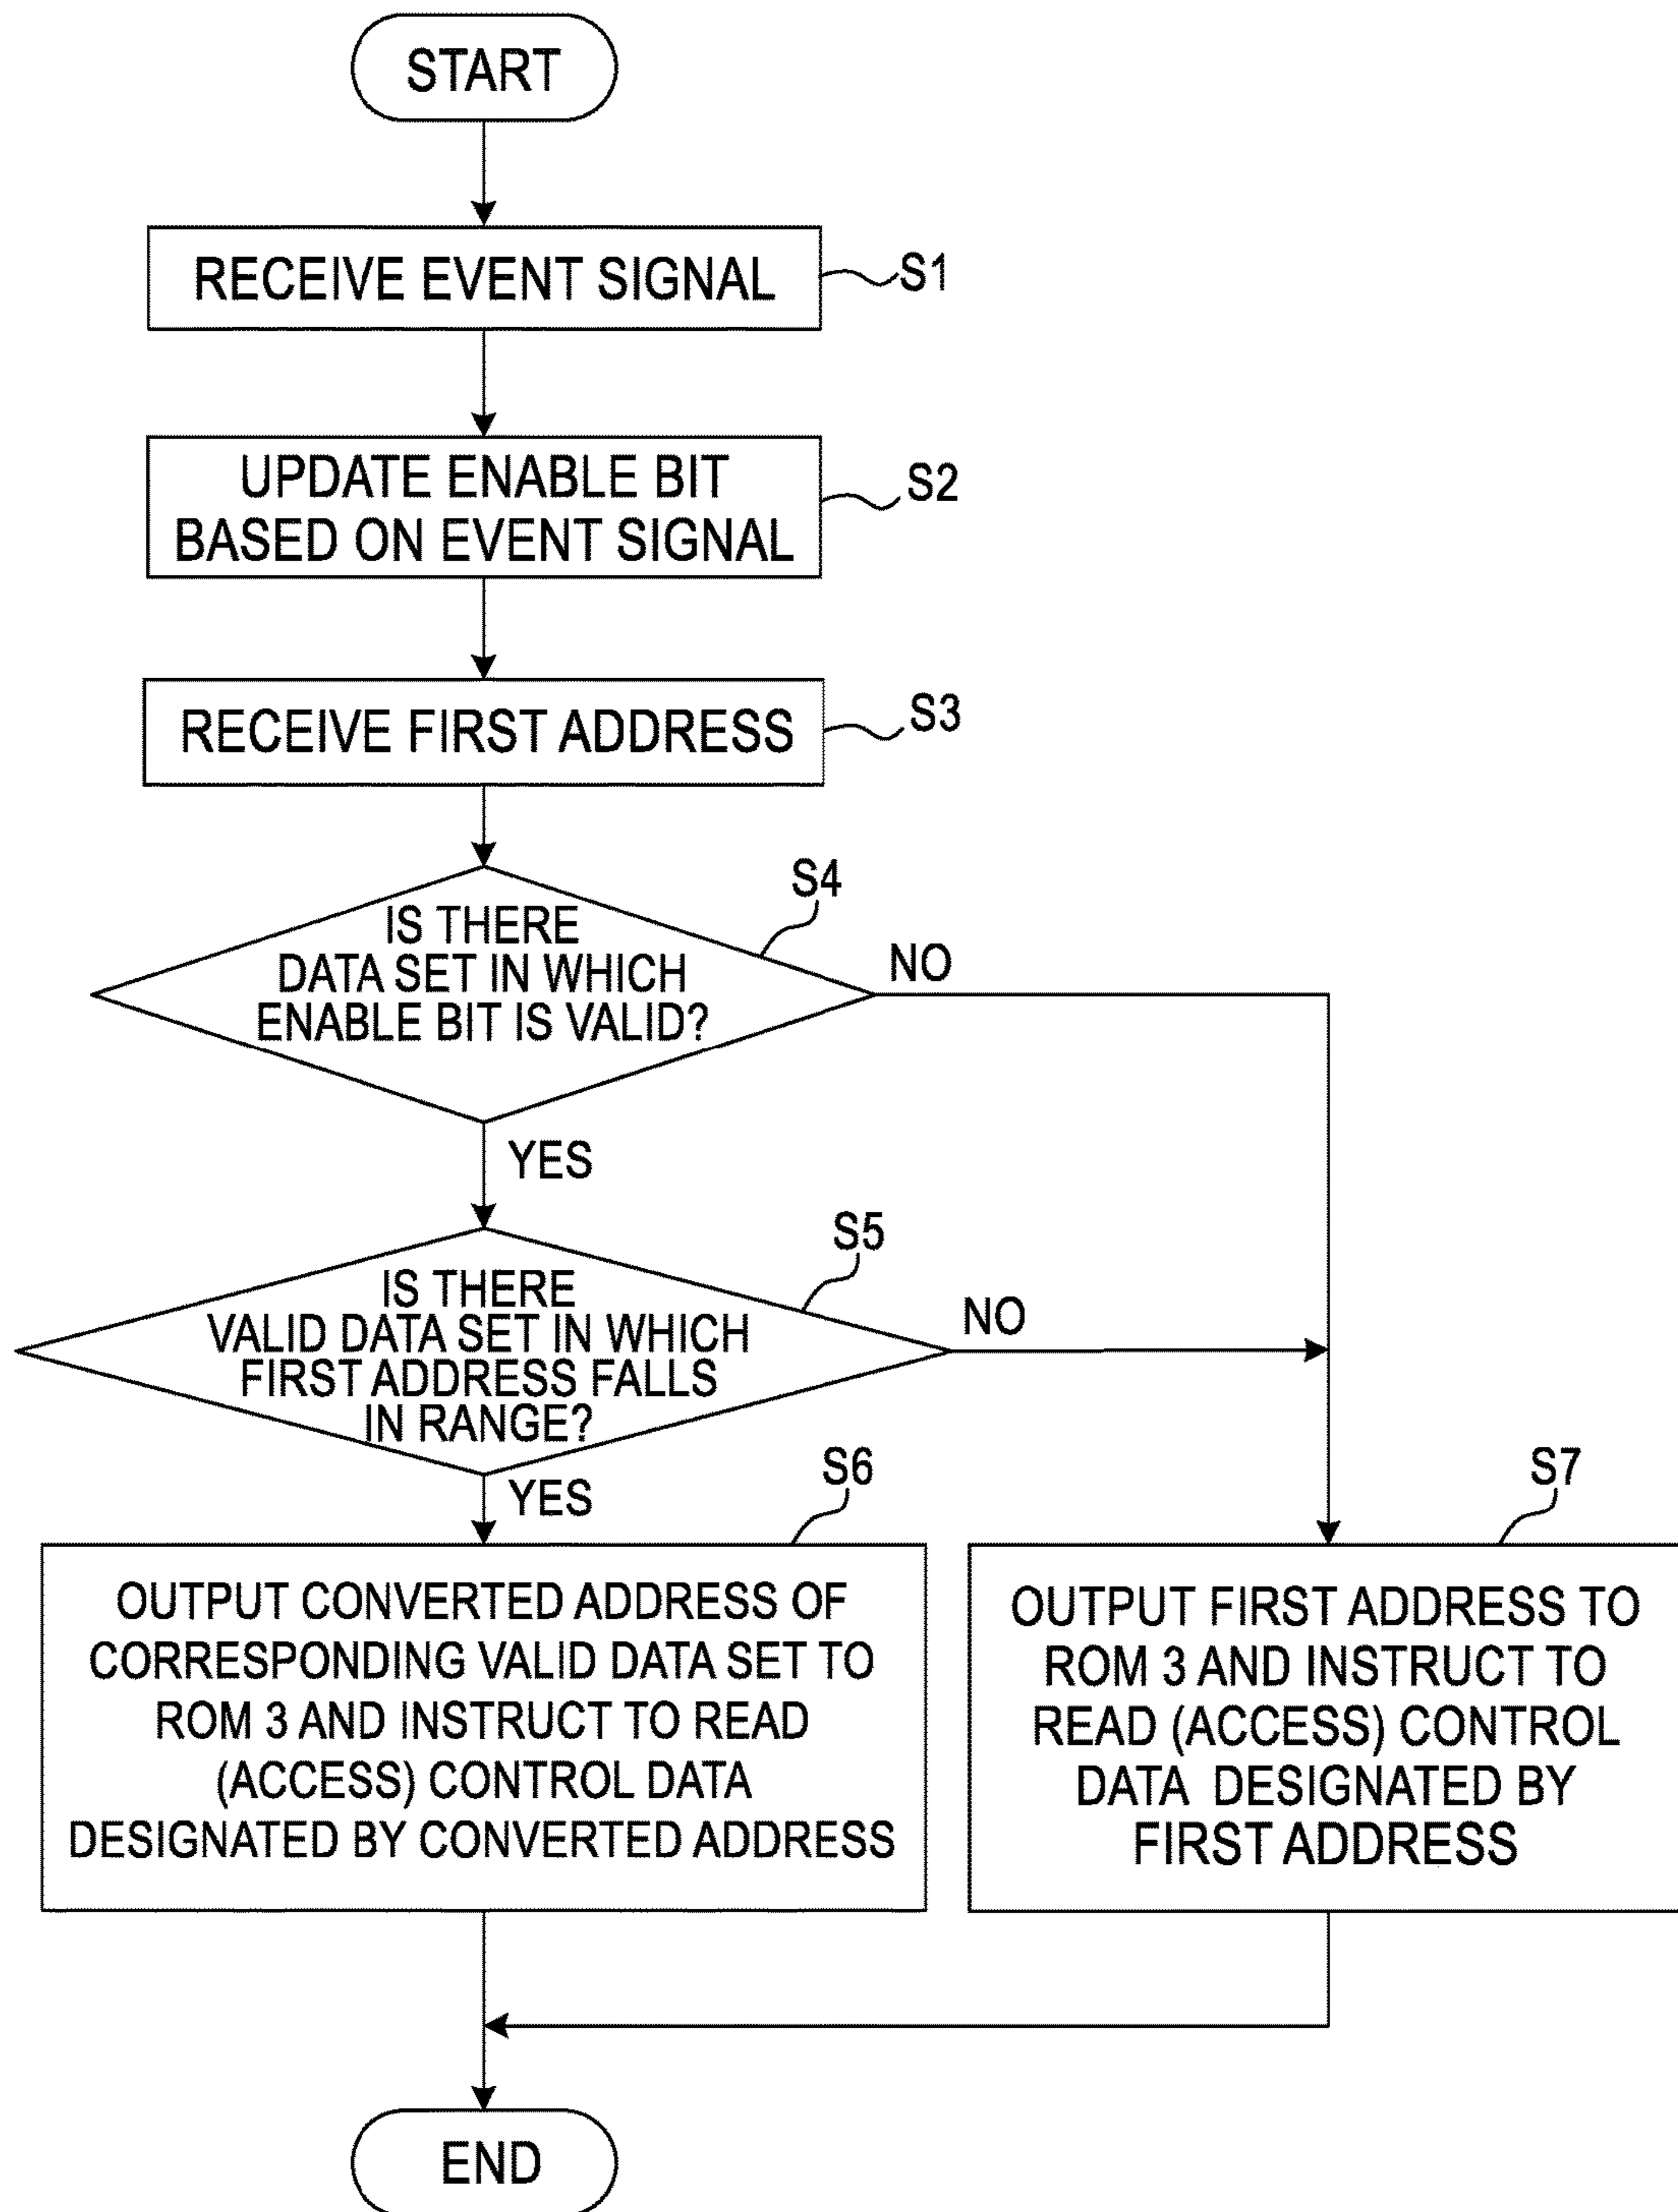 START
RECEIVE EVENT SIGNAL
S1
UPDATE ENABLE BIT
BASED ON EVENT SIGNAL
S2
RECEIVE FIRST ADDRESS
S3
S4
IS THERE
DATA SET IN WHICH
ENABLE BIT IS VALID?
NO
YES
S5
IS THERE
VALID DATA SET IN WHICH
FIRST ADDRESS FALLS
IN RANGE?
NO
YES
S6
OUTPUT CONVERTED ADDRESS OF
CORRESPONDING VALID DATA SET TO
ROM 3 AND INSTRUCT TO READ
(ACCESS) CONTROL DATA
DESIGNATED BY CONVERTED ADDRESS
S7
OUTPUT FIRST ADDRESS TO
ROM 3 AND INSTRUCT TO
READ (ACCESS) CONTROL
DATA DESIGNATED BY
FIRST ADDRESS
END